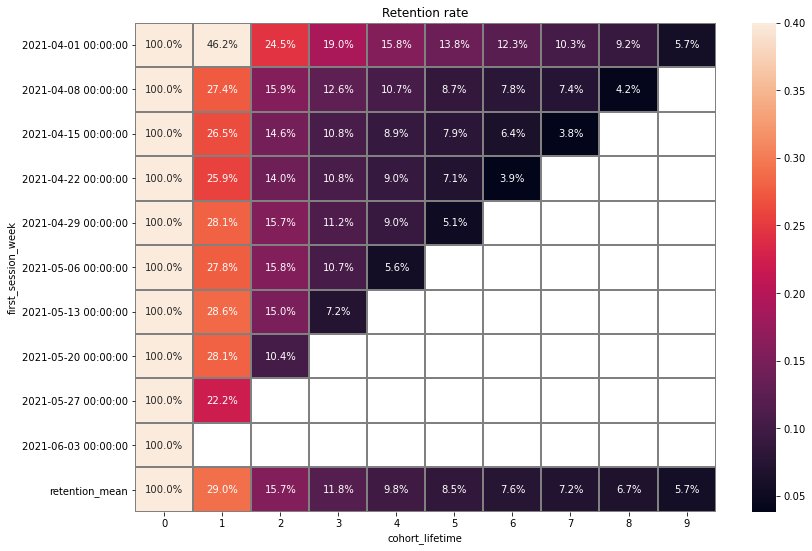 Retention rate
2021-04-01 00:00:00 100.0% 46.2% 24.5% 19.0% 15.8% 13.8% 12.3% 10.3% 9.2% 5.7%
2021-04-08 00:00:00 100.0% 27.4% 15.9% 12.6% 10.7% 8.7% 7.8% 7.4% 4.2%
2021-04-15 00:00:00 100.0% 26.5% 14.6% 10.8% 8.9% 7.9% 6.4% 3.8%
2021-04-22 00:00:00 100.0% 25.9% 14.0% 10.8% 9.0% 7.1% 3.9%
2021-04-29 00:00:00 100.0% 28.1% 15.7% 11.2% 9.0% 5.1%
2021-05-06 00:00:00 100.0% 27.8% 15.8% 10.7% 5.6%
2021-05-13 00:00:00 100.0% 28.6% 15.0% 7.2%
2021-05-20 00:00:00 100.0% 28.1% 10.4%
2021-05-27 00:00:00 100.0% 22.2%
2021-06-03 00:00:00 100.0%
retention_mean 100.0% 29.0% 15.7% 11.8% 9.8% 8.5% 7.6% 7.2% 6.7% 5.7%
0 1 2 3 4 5 6 7 8 9
cohort_lifetime
first_session_week
0.40
0.35
0.30
0.25
0.20
0.15
0.10
0.05